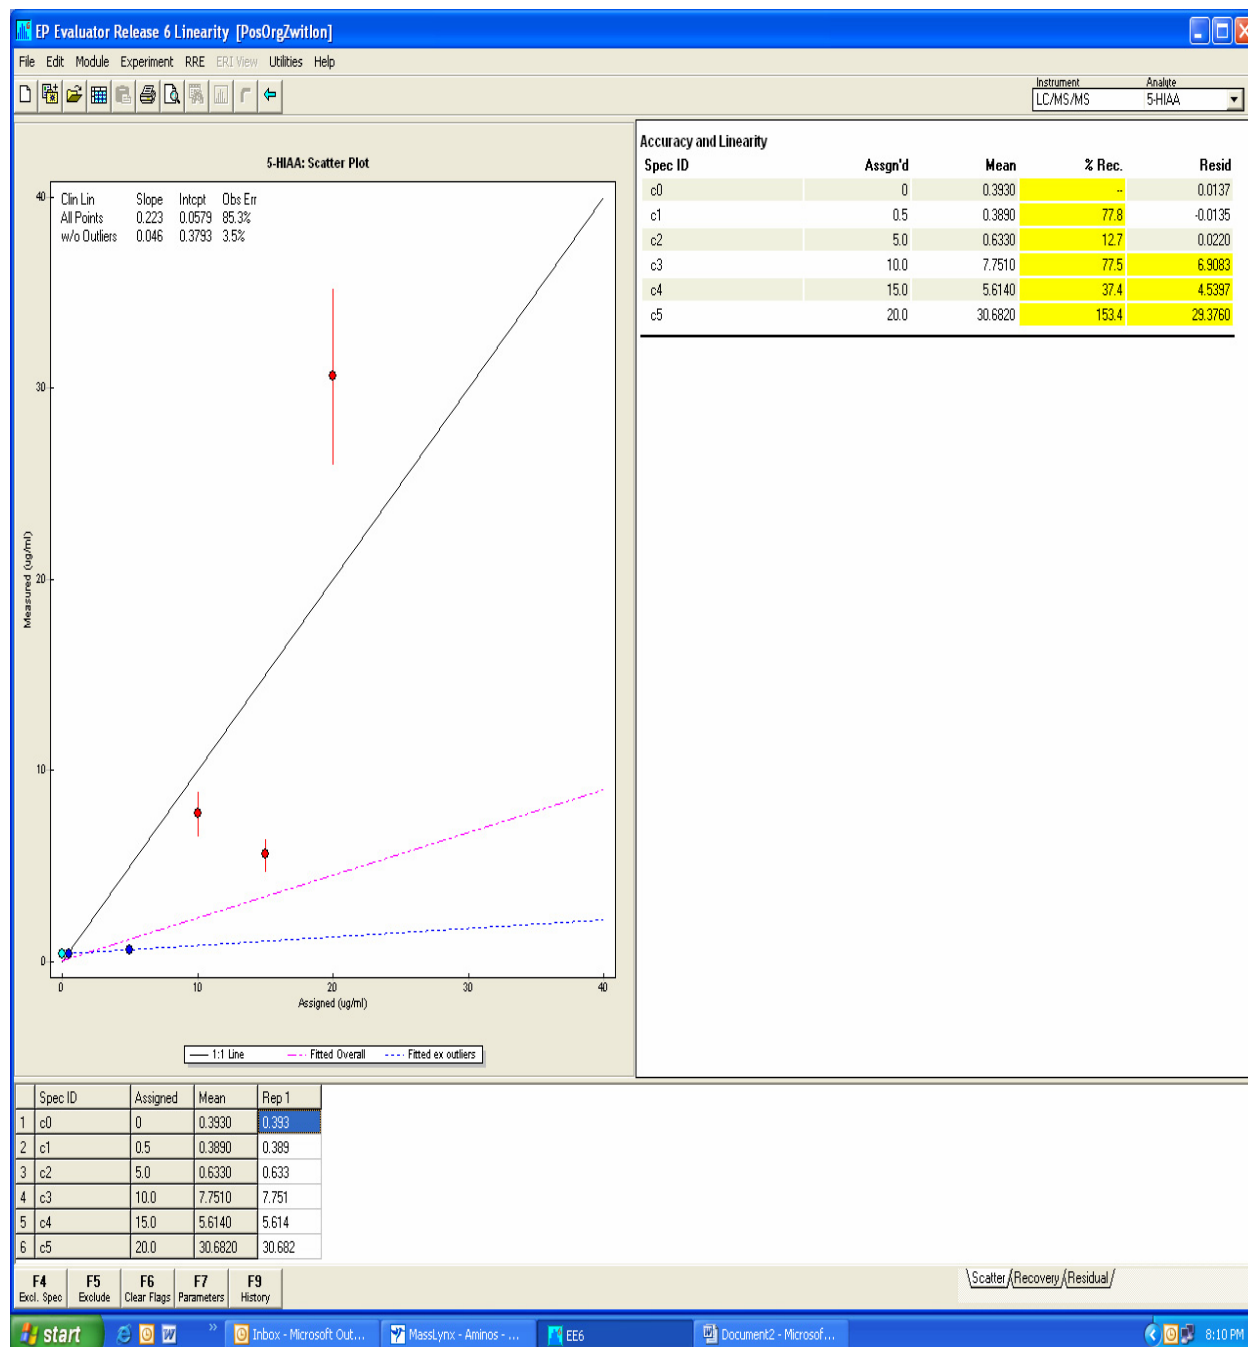 EP Evaluator Release 6 Linearity [PosOrgZwitIon]
File Edit Module Experiment RRE ERI View Utilities Help
Instrument Analyte
LC/MS/MS 5-HIAA
5-HIAA: Scatter Plot
Clin Lin Slope Intcpt Obs Err
All Points 0.223 0.0579 85.3%
w/o Outliers 0.046 0.3793 3.5%
40
30
20
10
0
Measured (ug/ml)
0 10 20 30 40
Assigned (ug/ml)
1:1 Line Fitted Overall Fitted ex outliers
Accuracy and Linearity
Spec ID Assgn'd Mean % Rec. Resid
c0 0 0.3930 -- 0.0137
c1 0.5 0.3890 77.8 -0.0135
c2 5.0 0.6330 12.7 0.0220
c3 10.0 7.7510 77.5 6.9083
c4 15.0 5.6140 37.4 4.5397
c5 20.0 30.6820 153.4 29.3760
Spec ID Assigned Mean Rep 1
1 c0 0 0.3930 0.393
2 c1 0.5 0.3890 0.389
3 c2 5.0 0.6330 0.633
4 c3 10.0 7.7510 7.751
5 c4 15.0 5.6140 5.614
6 c5 20.0 30.6820 30.682
F4 F5 F6 F7 F9
Excl. Spec Exclude Clear Flags Parameters History
Scatter Recovery Residual
start » Inbox - Microsoft Out... MassLynx - Aminos - ... EE6 Document2 - Microsof... 8:10 PM